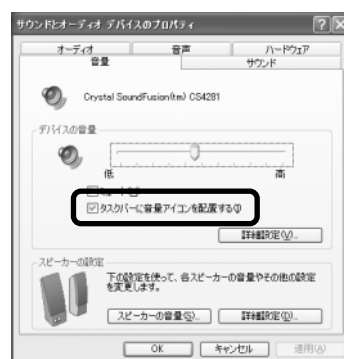 サウンドとオーディオ デバイスのプロパティ
オーディオ 音声 ハードウェア
音量 サウンド
Crystal SoundFusion(tm) CS4281
デバイスの音量
低 高
タスクバーに音量アイコンを配置する(I)
詳細設定(V)...
スピーカーの設定
下の設定を使って、各スピーカーの音量やその他の設定
を変更します。
スピーカーの音量(S)... 詳細設定(D)...
OK キャンセル 適用(A)